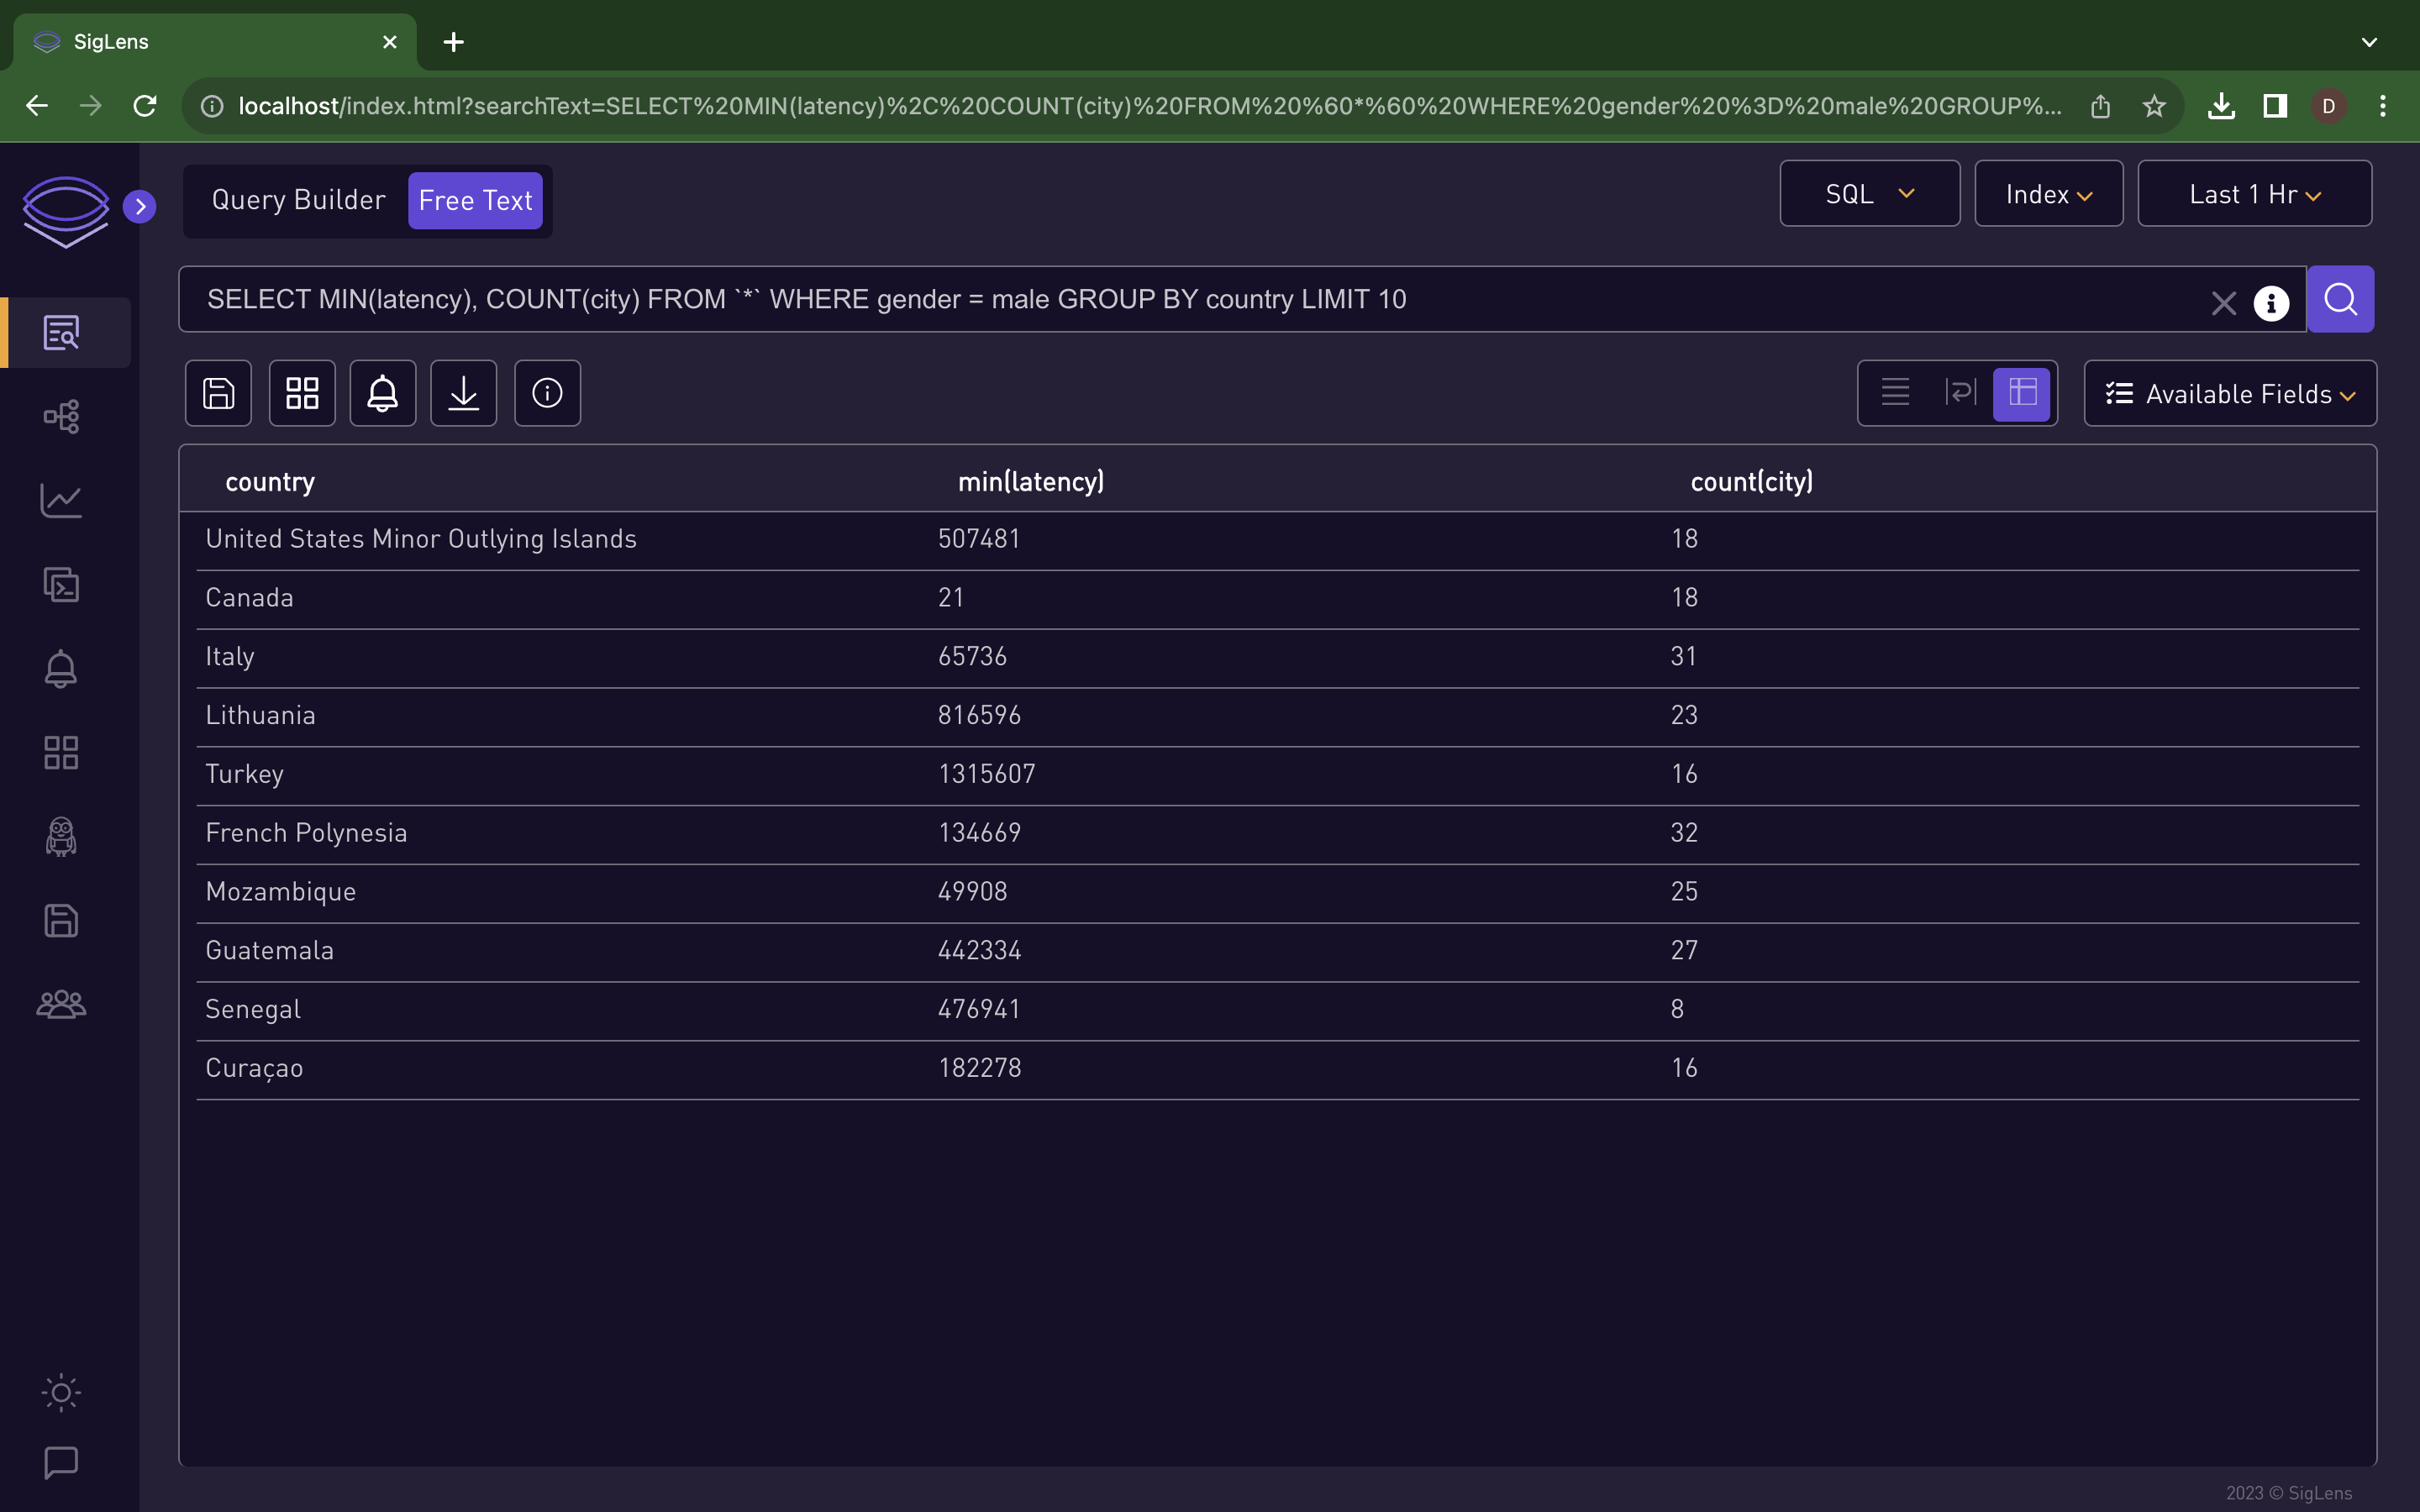 SigLens
localhost/index.html?searchText=SELECT%20MIN(latency)%2C%20COUNT(city)%20FROM%20%60*%60%20WHERE%20gender%20%3D%20male%20GROUP%...
D
Query Builder Free Text SQL Index Last 1 Hr
SELECT MIN(latency), COUNT(city) FROM `*` WHERE gender = male GROUP BY country LIMIT 10
Available Fields
country min(latency) count(city)
United States Minor Outlying Islands 507481 18
Canada 21 18
Italy 65736 31
Lithuania 816596 23
Turkey 1315607 16
French Polynesia 134669 32
Mozambique 49908 25
Guatemala 442334 27
Senegal 476941 8
Curaçao 182278 16
2023 © SigLens